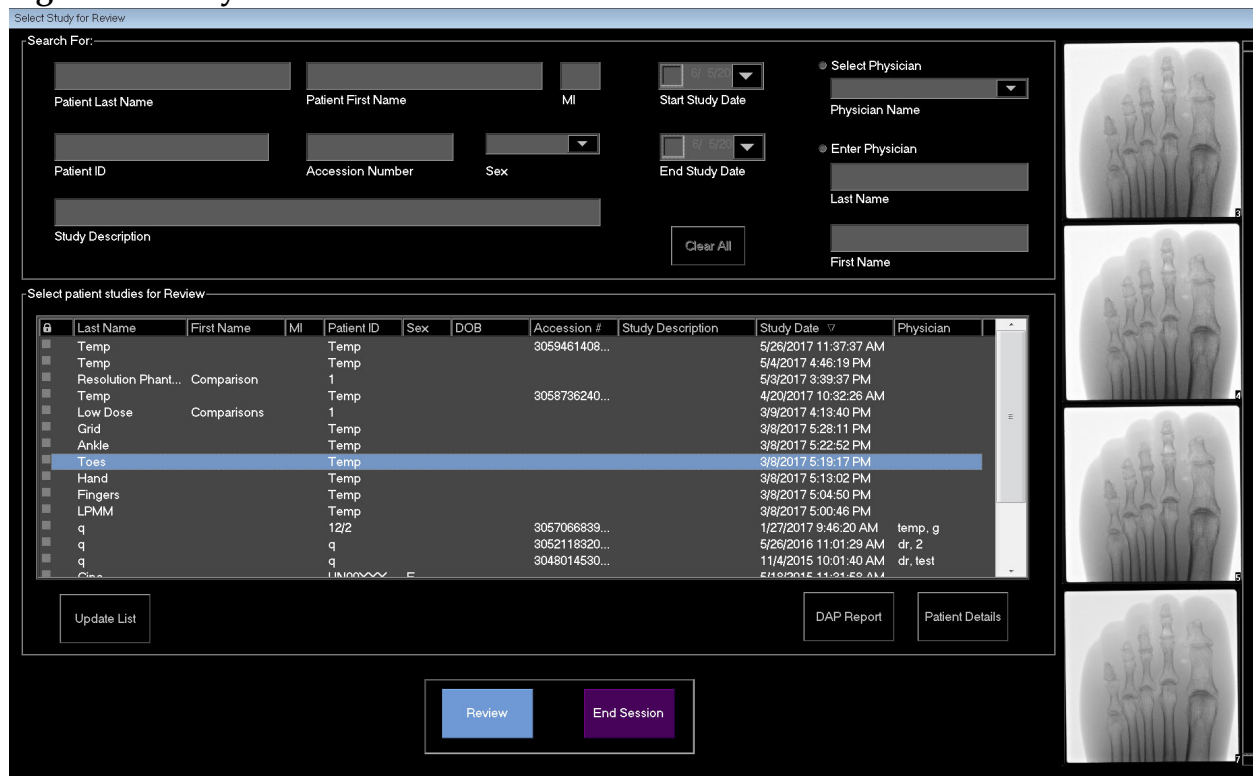 Select Study for Review
Search For:
Select Physician
6/ 5/20
Patient Last Name Patient First Name MI Start Study Date
Physician Name
6/ 5/20
Enter Physician
Patient ID Accession Number Sex End Study Date
Last Name
Study Description
Clear All
First Name
Select patient studies for Review
Last Name First Name MI Patient ID Sex DOB Accession # Study Description Study Date Physician
Temp Temp 3059461408... 5/26/2017 11:37:37 AM
Temp Temp 5/4/2017 4:46:19 PM
Resolution Phant... Comparison 1 5/3/2017 3:39:37 PM
Temp Temp 3058736240... 4/20/2017 10:32:26 AM
Low Dose Comparisons 1 3/9/2017 4:13:40 PM
Grid Temp 3/8/2017 5:28:11 PM
Ankle Temp 3/8/2017 5:22:52 PM
Toes Temp 3/8/2017 5:19:17 PM
Hand Temp 3/8/2017 5:13:02 PM
Fingers Temp 3/8/2017 5:04:50 PM
LPMM Temp 3/8/2017 5:00:46 PM
q 12/2 3057066839... 1/27/2017 9:46:20 AM temp, g
q q 3052118320... 5/26/2016 11:01:29 AM dr, 2
q q 3048014530... 11/4/2015 10:01:40 AM dr, test
Update List
DAP Report
Patient Details
Review
End Session
3
4
5
7